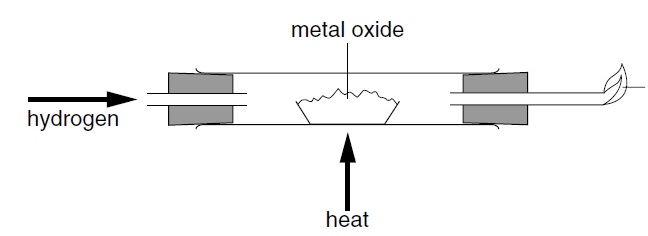 metal oxide
hydrogen
heat